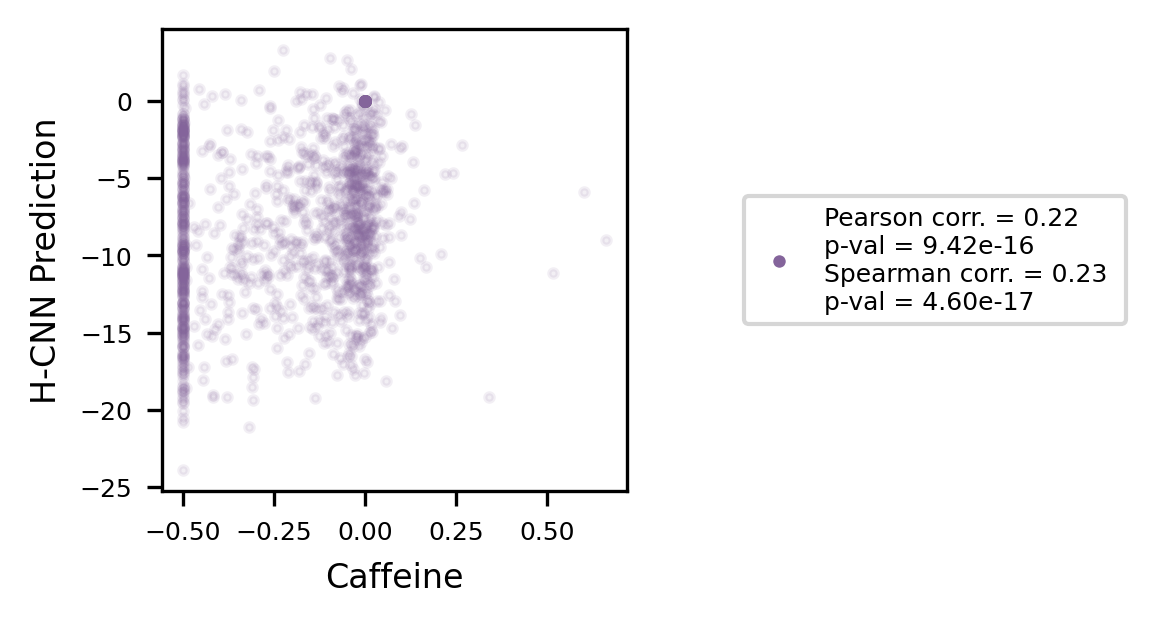 H-CNN Prediction
0
−5
−10
−15
−20
−25
−0.50
−0.25
0.00
0.25
0.50
Caffeine
Pearson corr. = 0.22
p-val = 9.42e-16
Spearman corr. = 0.23
p-val = 4.60e-17